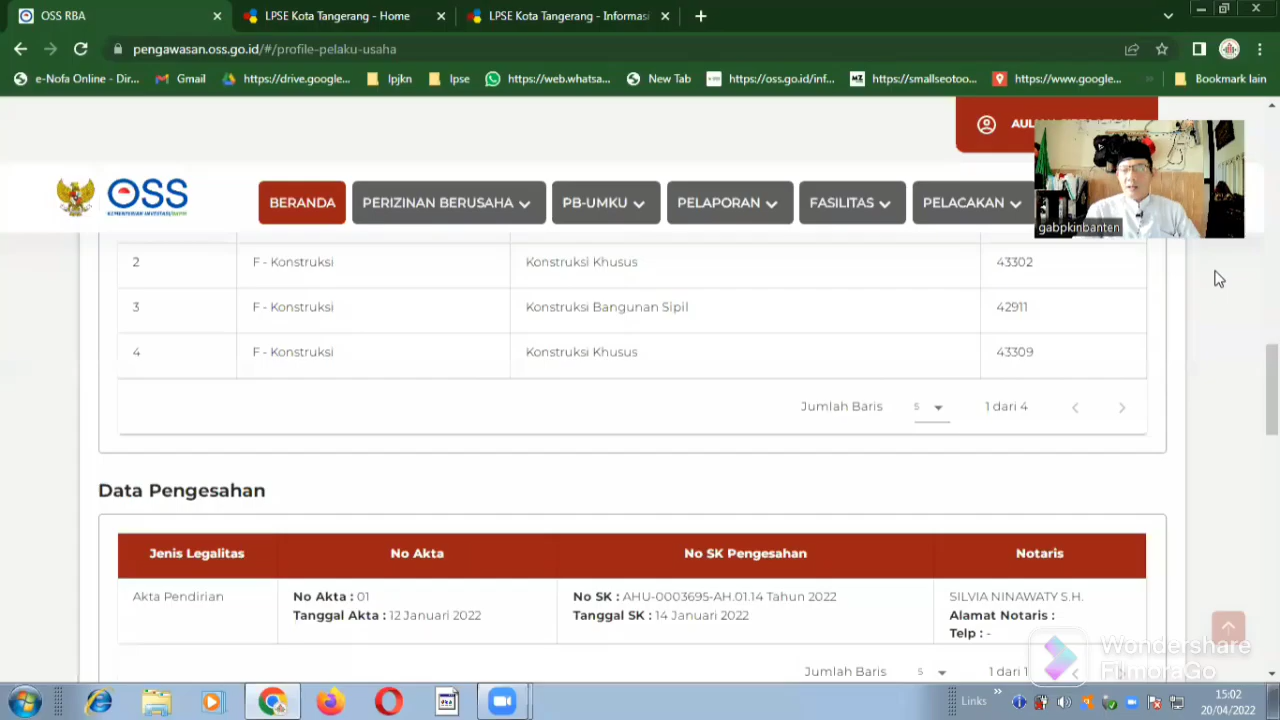 OSS RBA
LPSE Kota Tangerang - Home
LPSE Kota Tangerang - Informasi
pengawasan.oss.go.id/#/profile-pelaku-usaha
e-Nofa Online - Dir... Gmail https://drive.google... lpjkn lpse https://web.whatsa... New Tab https://oss.go.id/inf... https://smallseotoo... https://www.google... Bookmark lain
OSS
BERANDA PERIZINAN BERUSAHA PB-UMKU PELAPORAN FASILITAS PELACAKAN
gabpkinbanten
2 F - Konstruksi Konstruksi Khusus 43302
3 F - Konstruksi Konstruksi Bangunan Sipil 42911
4 F - Konstruksi Konstruksi Khusus 43309
Jumlah Baris 5 1 dari 4
Data Pengesahan
Jenis Legalitas No Akta No SK Pengesahan Notaris
Akta Pendirian No Akta : 01 No SK : AHU-0003695-AH.01.14 Tahun 2022 SILVIA NINAWATY S.H.
Tanggal Akta : 12 Januari 2022 Tanggal SK : 14 Januari 2022 Alamat Notaris :
Telp : -
Jumlah Baris 5 1 dari 1
Wondershare
FilmoraGo
Links
15:02
20/04/2022